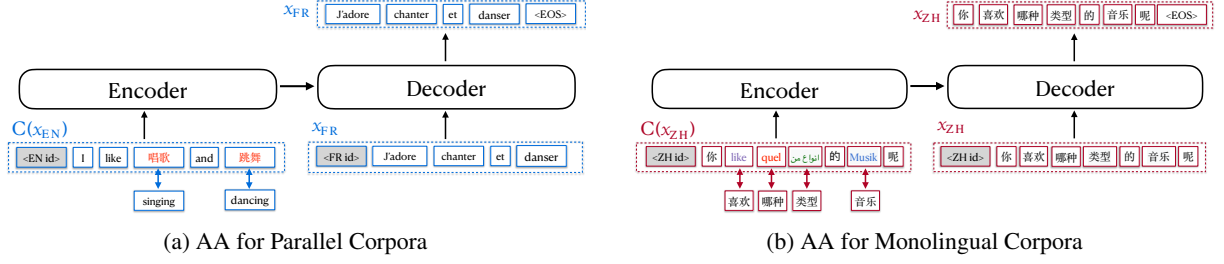 x_FR
J'adore chanter et danser <EOS>
Encoder
Decoder
C(x_EN)
<EN id> I like 唱歌 and 跳舞
singing dancing
x_FR
<FR id> J'adore chanter et danser
(a) AA for Parallel Corpora
x_ZH
你 喜欢 哪种 类型 的 音乐 呢 <EOS>
Encoder
Decoder
C(x_ZH)
<ZH id> 你 like quel انواع من 的 Musik 呢
喜欢 哪种 类型 音乐
x_ZH
<ZH id> 你 喜欢 哪种 类型 的 音乐 呢
(b) AA for Monolingual Corpora